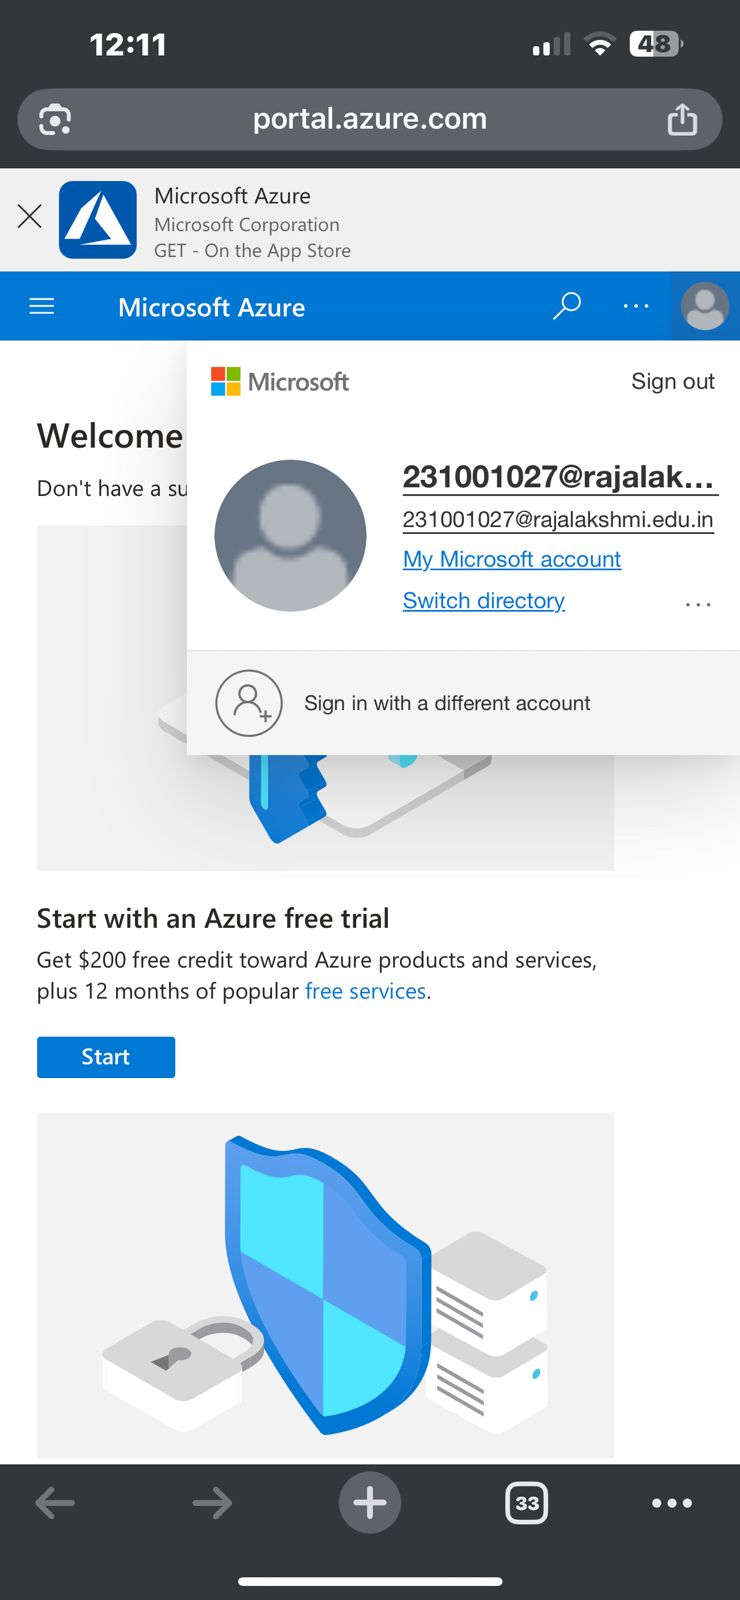 12:11
48
portal.azure.com
Microsoft Azure
Microsoft Corporation
GET - On the App Store
Microsoft Azure
Microsoft
Sign out
Welcome
231001027@rajalak...
Don't have a su
231001027@rajalakshmi.edu.in
My Microsoft account
Switch directory
Sign in with a different account
Start with an Azure free trial
Get $200 free credit toward Azure products and services,
plus 12 months of popular free services.
Start
33